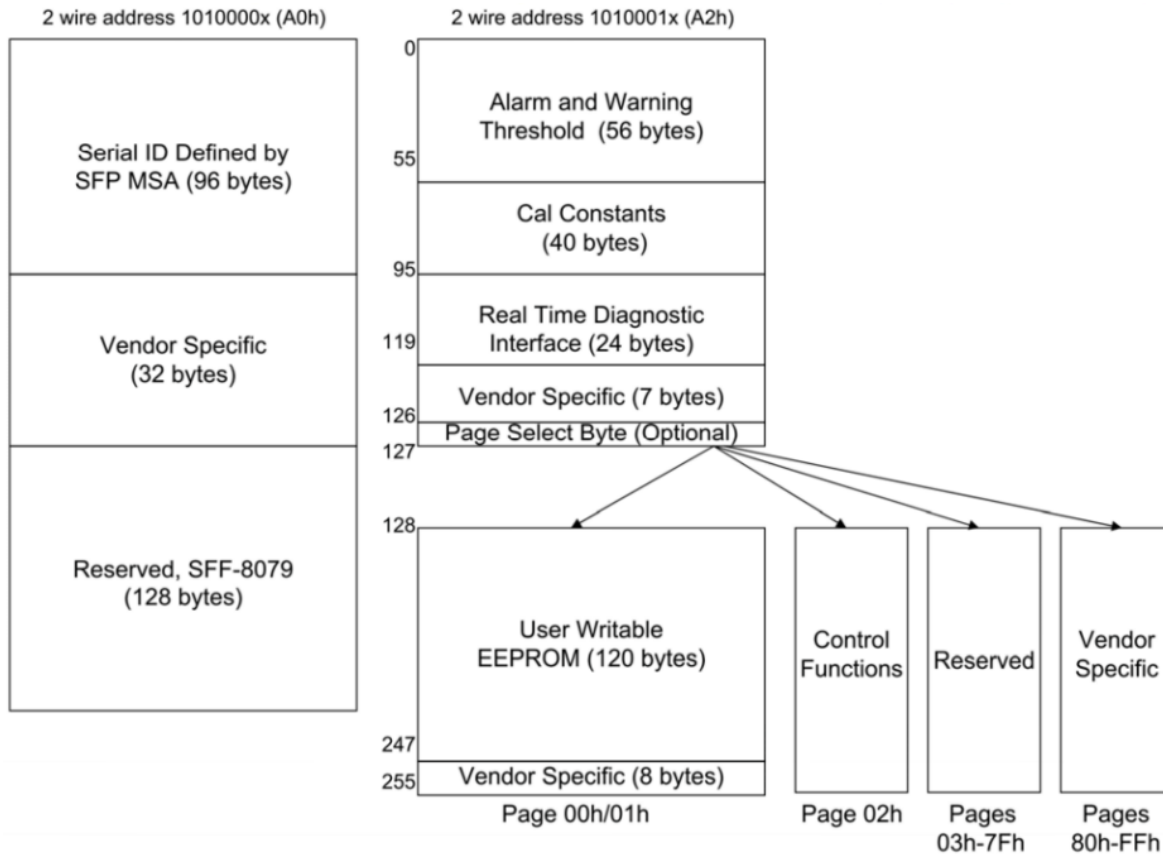 2 wire address 1010000x (A0h)
Serial ID Defined by
SFP MSA (96 bytes)
Vendor Specific
(32 bytes)
Reserved, SFF-8079
(128 bytes)
2 wire address 1010001x (A2h)
0
Alarm and Warning
Threshold (56 bytes)
55
Cal Constants
(40 bytes)
95
Real Time Diagnostic
Interface (24 bytes)
119
Vendor Specific (7 bytes)
126
Page Select Byte (Optional)
127
128
User Writable
EEPROM (120 bytes)
247
Vendor Specific (8 bytes)
255
Page 00h/01h
Control
Functions
Page 02h
Reserved
Pages
03h-7Fh
Vendor
Specific
Pages
80h-FFh